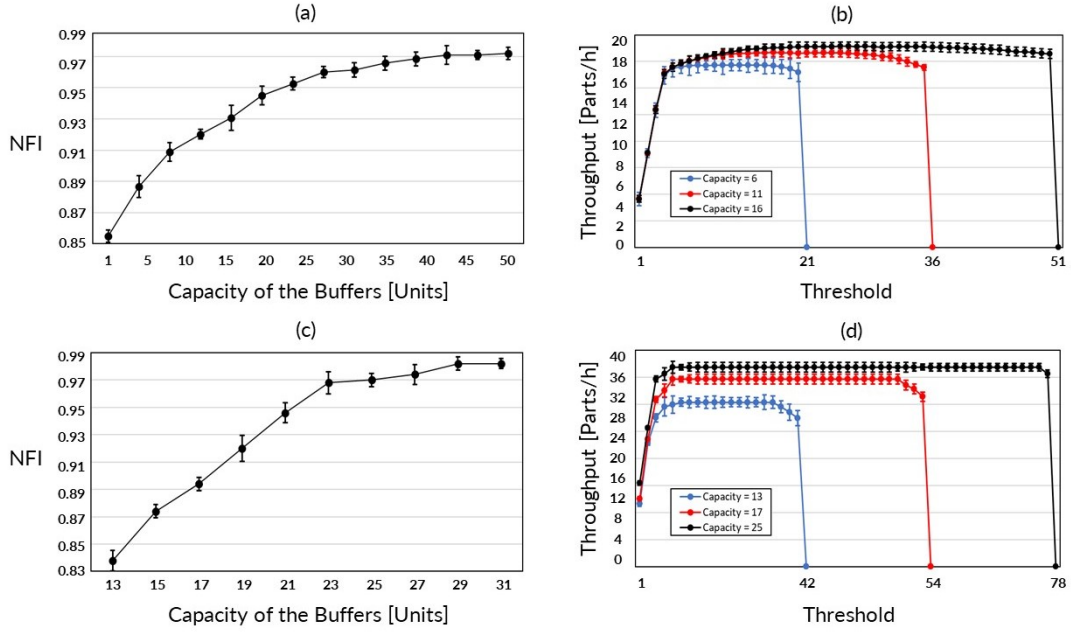 (a)
0.99
0.97
0.95
0.93
0.91
0.89
0.87
0.85
NFI
1 5 10 15 20 25 30 35 40 45 50
Capacity of the Buffers [Units]
(b)
20
18
16
14
12
18
8
6
4
2
0
Throughput [Parts/h]
Capacity = 6
Capacity = 11
Capacity = 16
1 21 36 51
Threshold
(c)
0.99
0.97
0.95
0.93
0.91
0.89
0.87
0.85
0.83
NFI
13 15 17 19 21 23 25 27 29 31
Capacity of the Buffers [Units]
(d)
40
36
32
28
24
20
16
12
8
4
0
Throughput [Parts/h]
Capacity = 13
Capacity = 17
Capacity = 25
1 42 54 78
Threshold